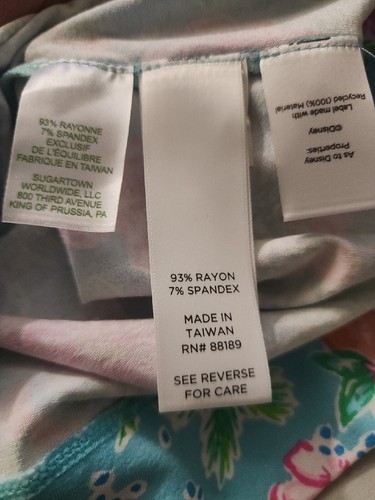 93% RAYONNE
7% SPANDEX
EXCLUSIF
DE L'ÉQUILIBRE
FABRIQUE EN TAIWAN
SUGARTOWN
WORLDWIDE, LLC
800 THIRD AVENUE
KING OF PRUSSIA, PA
93% RAYON
7% SPANDEX
MADE IN
TAIWAN
RN# 88189
SEE REVERSE
FOR CARE
As to Disney
Properties:
©Disney
Label made with
Recycled (100%) Material